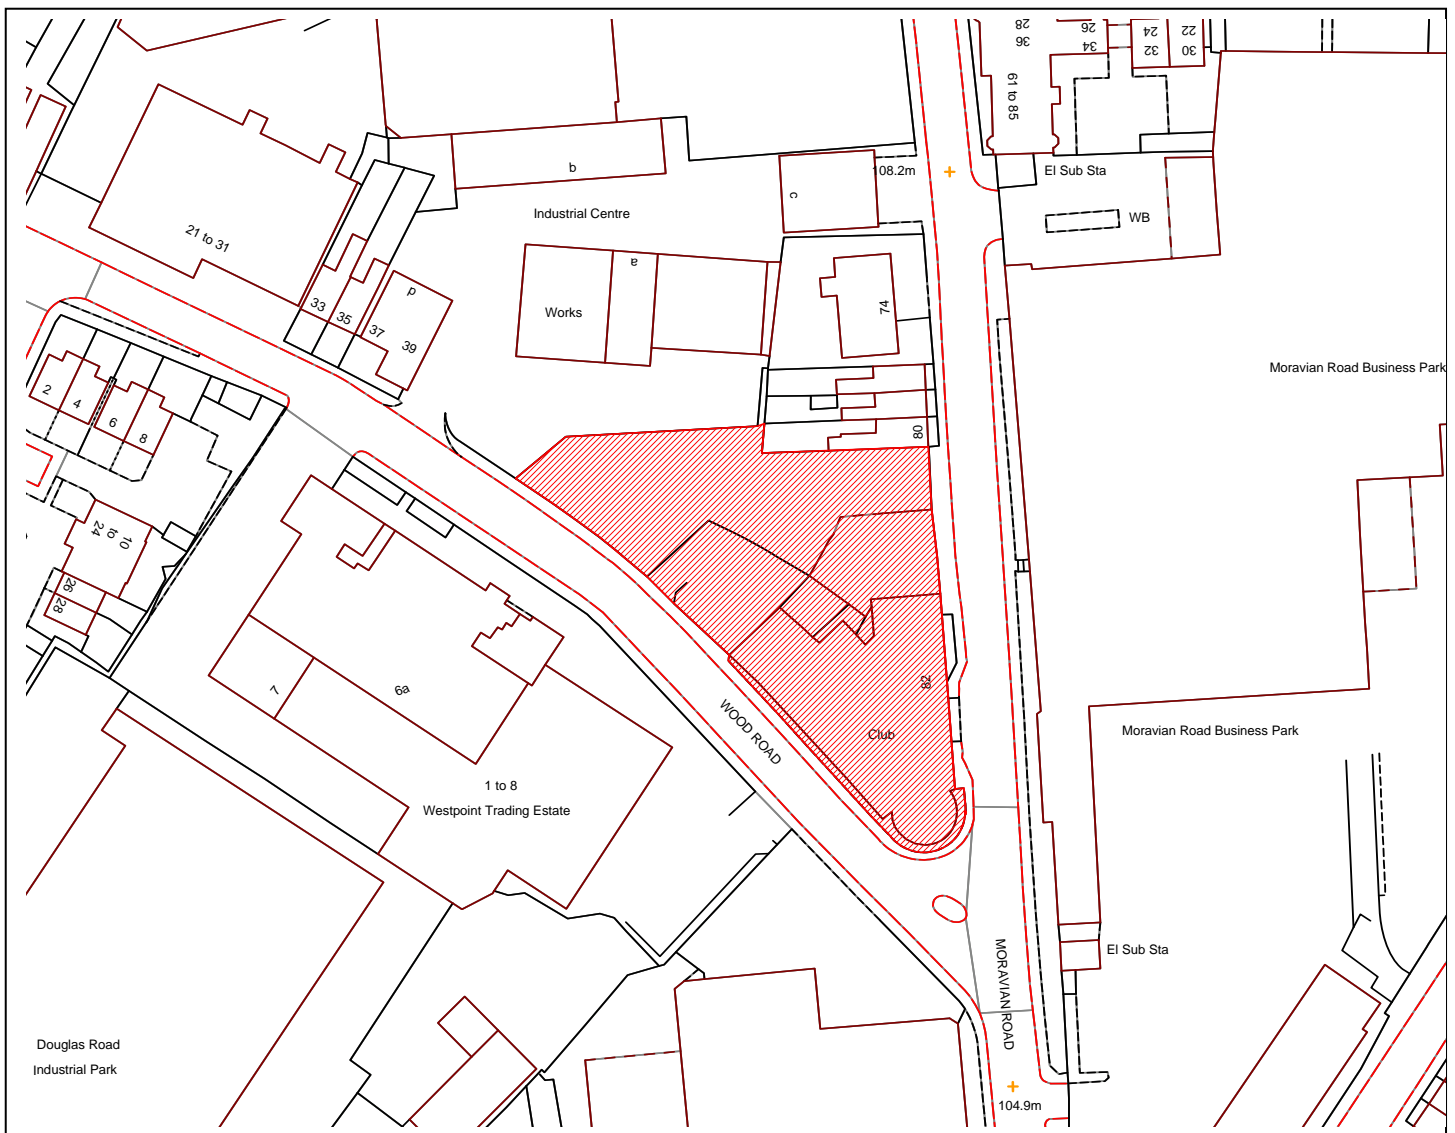 28
36
26
34
24
32
22
30
61 to 85
108.2m
El Sub Sta
b
c
Industrial Centre
WB
21 to 31
a
p
33
35
37
39
Works
74
Moravian Road Business Park
2
4
6
8
80
10
to
24
26
28
7
6a
WOOD ROAD
82
Club
Moravian Road Business Park
1 to 8
Westpoint Trading Estate
El Sub Sta
MORAVIAN ROAD
Douglas Road
Industrial Park
104.9m